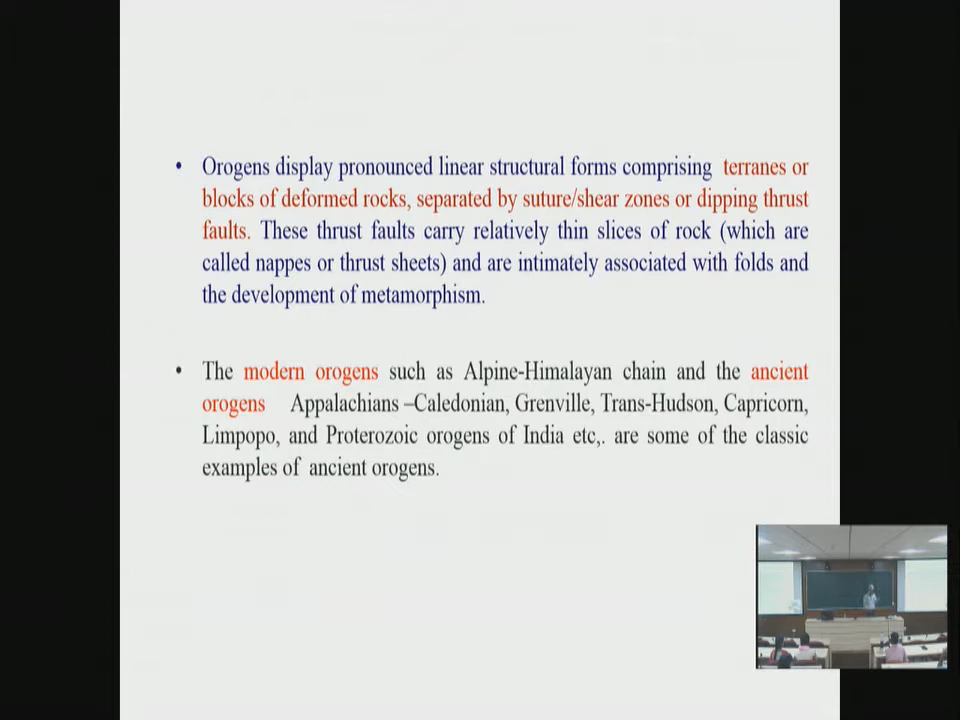 • Orogens display pronounced linear structural forms comprising terranes or
blocks of deformed rocks, separated by suture/shear zones or dipping thrust
faults. These thrust faults carry relatively thin slices of rock (which are
called nappes or thrust sheets) and are intimately associated with folds and
the development of metamorphism.
• The modern orogens such as Alpine-Himalayan chain and the ancient
orogens Appalachians –Caledonian, Grenville, Trans-Hudson, Capricorn,
Limpopo, and Proterozoic orogens of India etc,. are some of the classic
examples of ancient orogens.